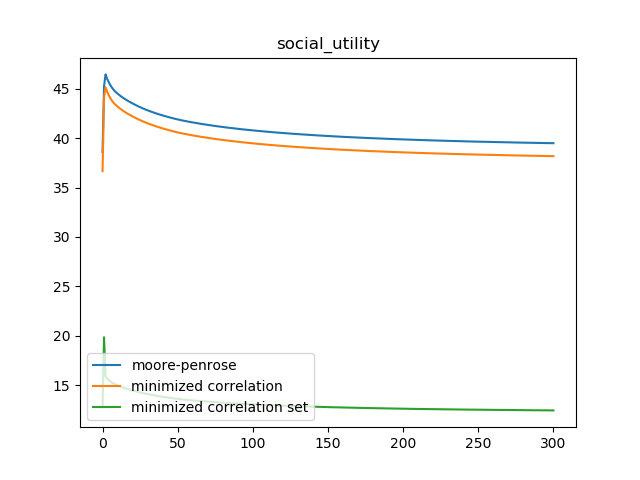 social_utility
45
40
35
30
25
20
15
moore-penrose
minimized correlation
minimized correlation set
0 50 100 150 200 250 300